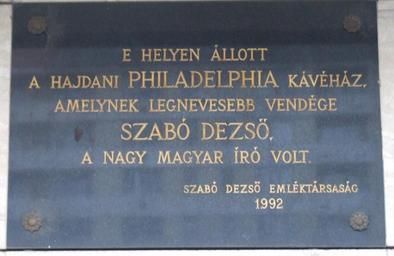 E HELYEN ÁLLOTT
A HAJDANI PHILADELPHIA KÁVÉHÁZ,
AMELYNEK LEGNEVESEBB VENDÉGE
SZABÓ DEZSŐ,
A NAGY MAGYAR ÍRÓ VOLT.
SZABÓ DEZSŐ EMLÉKTÁRSASÁG
1992